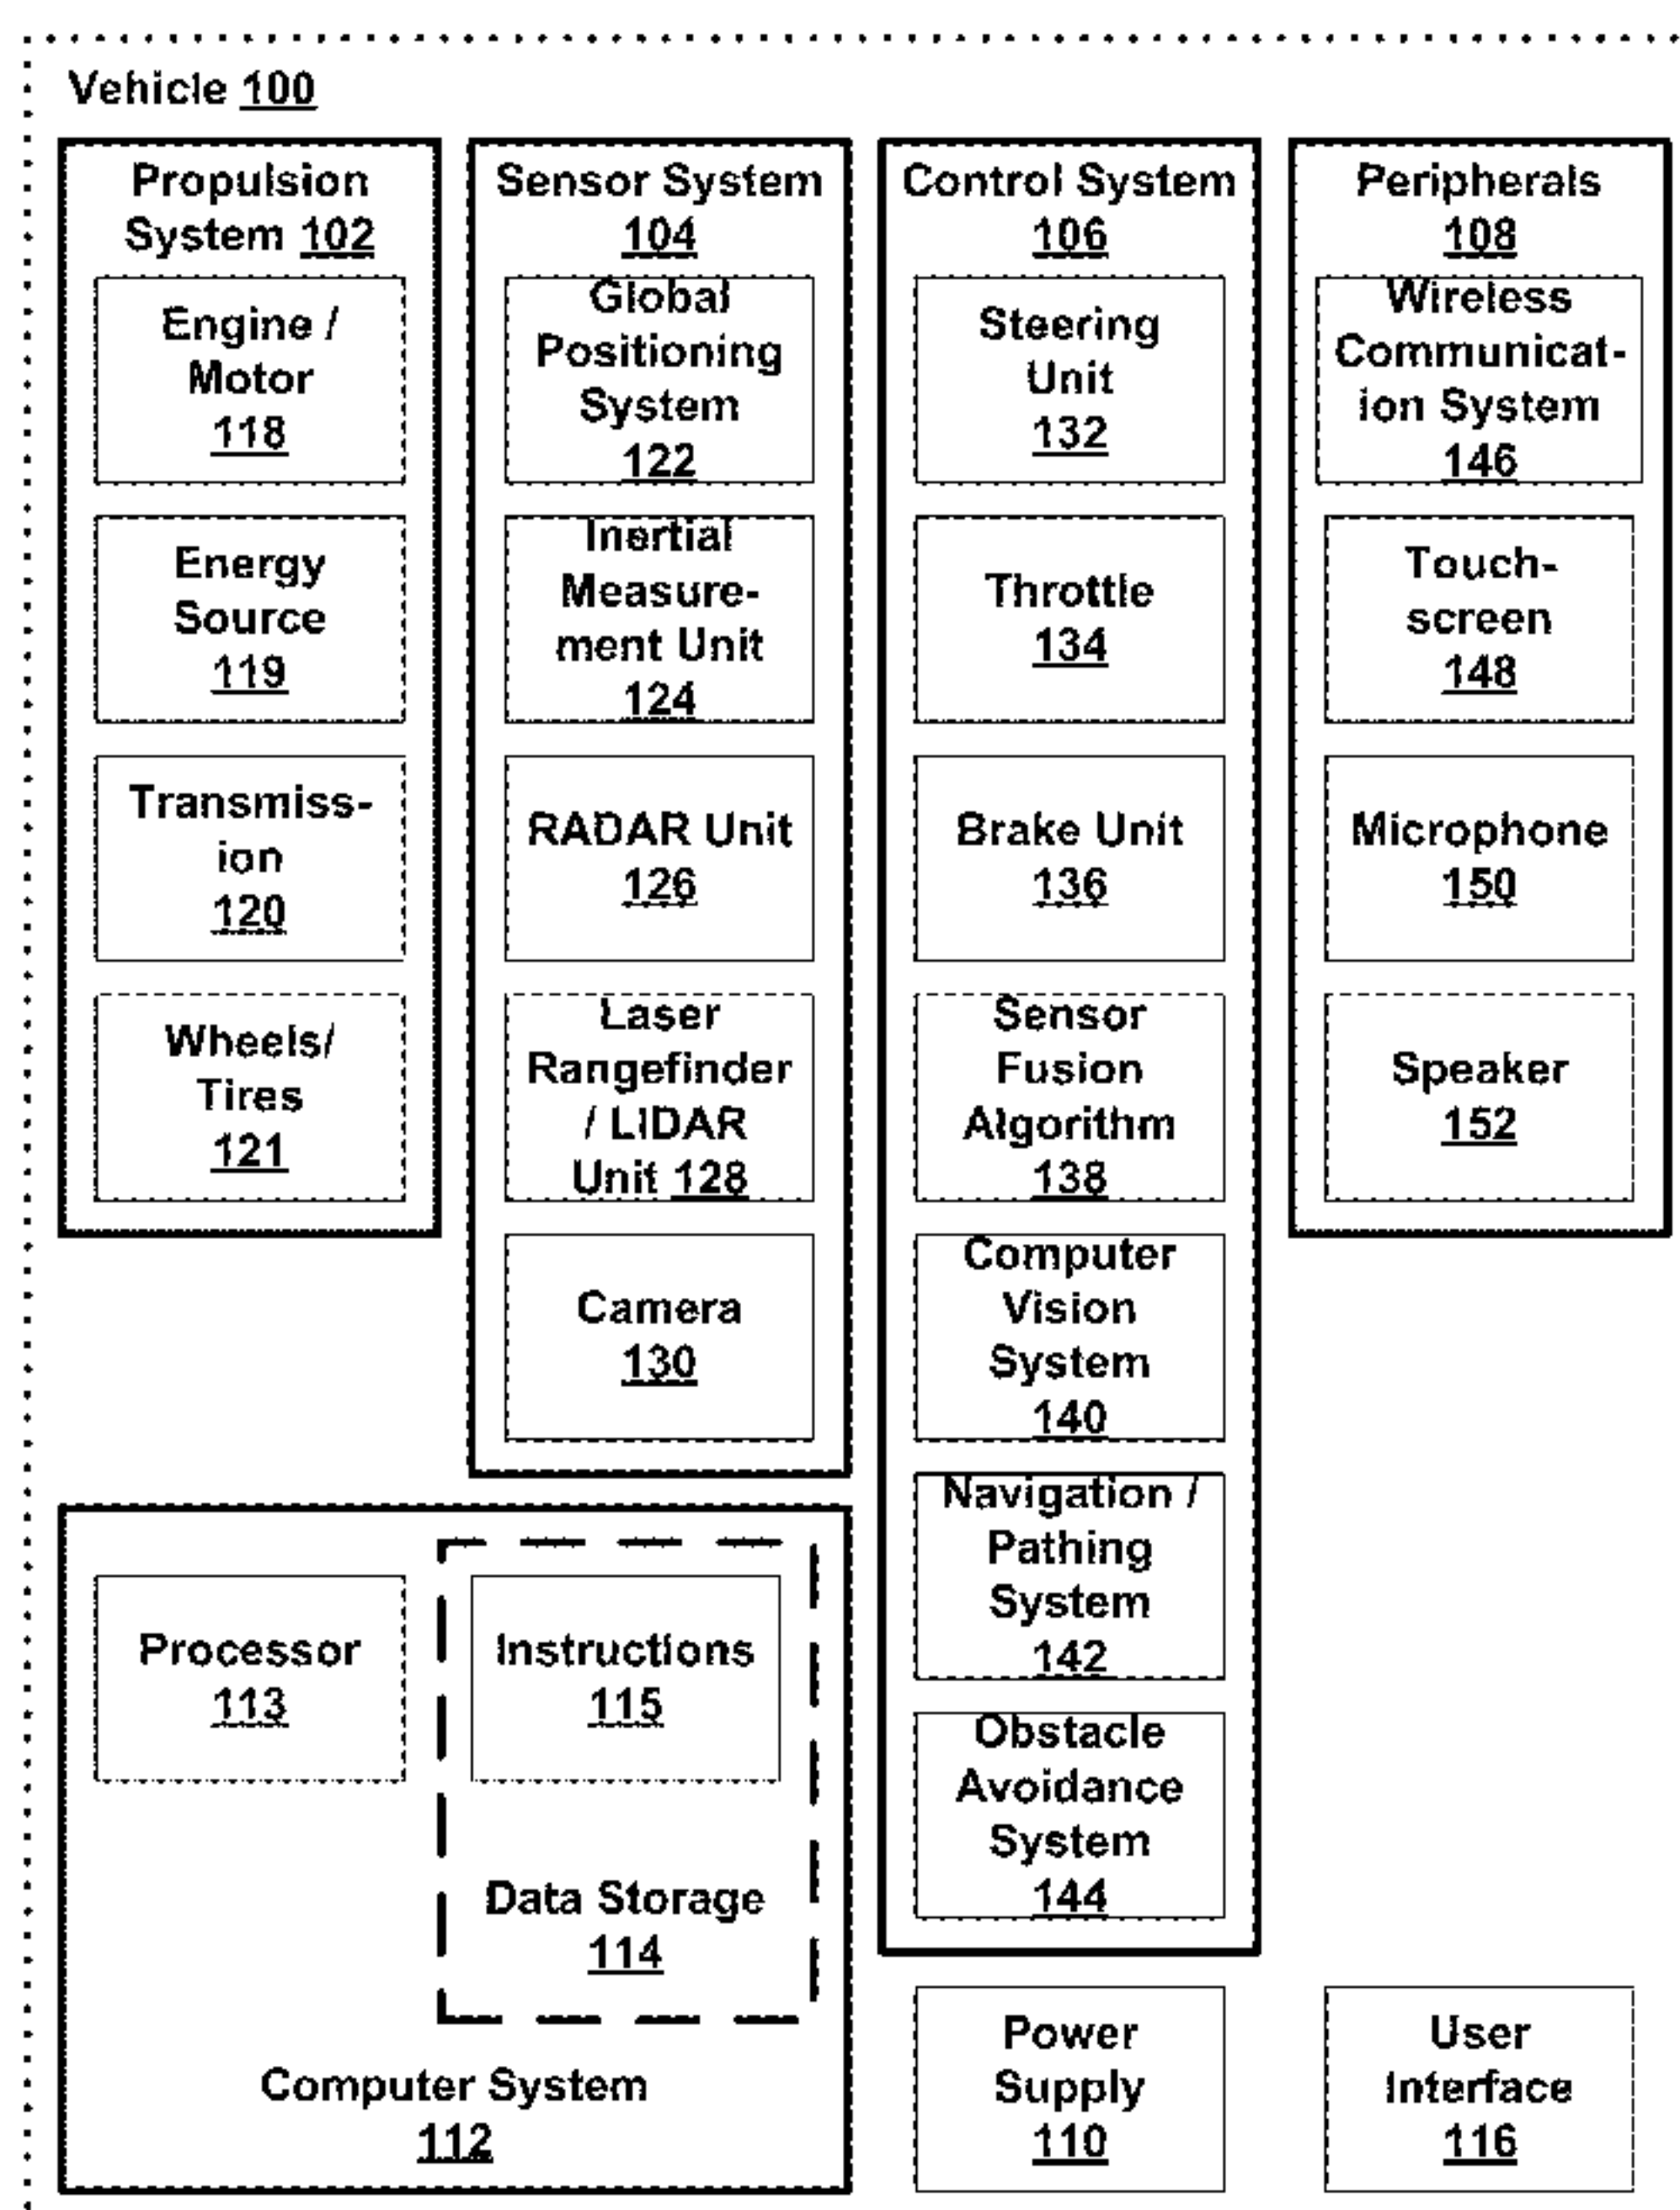 Vehicle 100
Propulsion
System 102
Engine /
Motor
118
Energy
Source
119
Transmiss-
ion
120
Wheels/
Tires
121
Sensor System
104
Global
Positioning
System
122
Inertial
Measure-
ment Unit
124
RADAR Unit
126
Laser
Rangefinder
/ LIDAR
Unit 128
Camera
130
Control System
106
Steering
Unit
132
Throttle
134
Brake Unit
136
Sensor
Fusion
Algorithm
138
Computer
Vision
System
140
Navigation /
Pathing
System
142
Obstacle
Avoidance
System
144
Peripherals
108
Wireless
Communicat-
ion System
146
Touch-
screen
148
Microphone
150
Speaker
152
Processor
113
Instructions
115
Data Storage
114
Computer System
112
Power
Supply
110
User
Interface
116